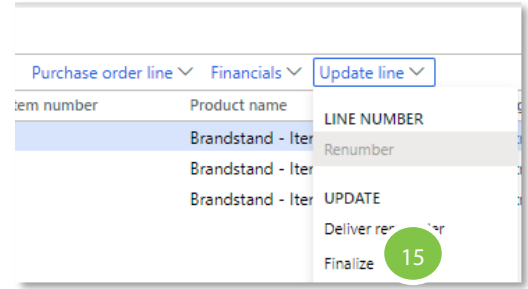 Purchase order line Financials Update line
tem number Product name
Brandstand - Iter
Brandstand - Iter
Brandstand - Iter
LINE NUMBER
Renumber
UPDATE
Deliver
Finalize 15